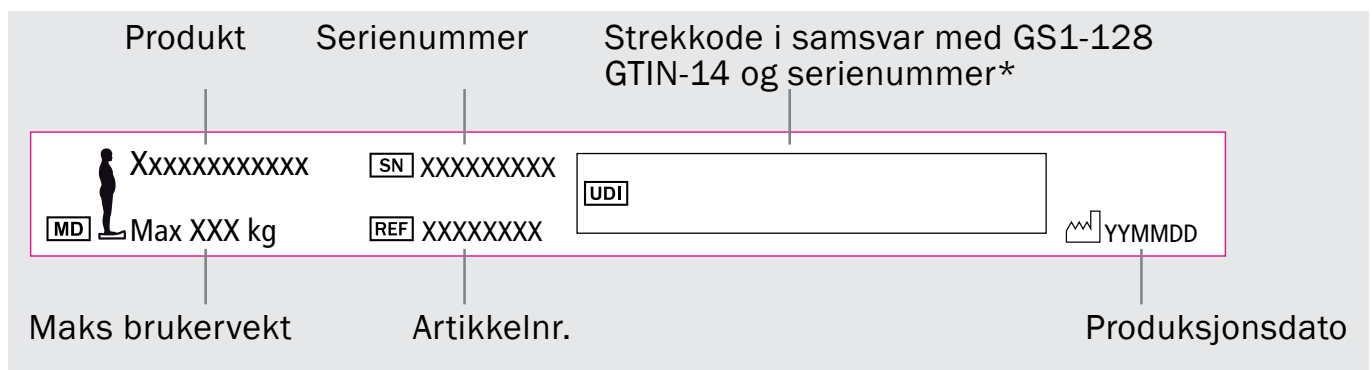 Produkt
Serienummer
Strekkode i samsvar med GS1-128
GTIN-14 og serienummer*
Xxxxxxxxxxxx
SN XXXXXXXXX
UDI
MD Max XXX kg
REF XXXXXXXX
YYMMDD
Maks brukervekt
Artikkelnr.
Produksjonsdato